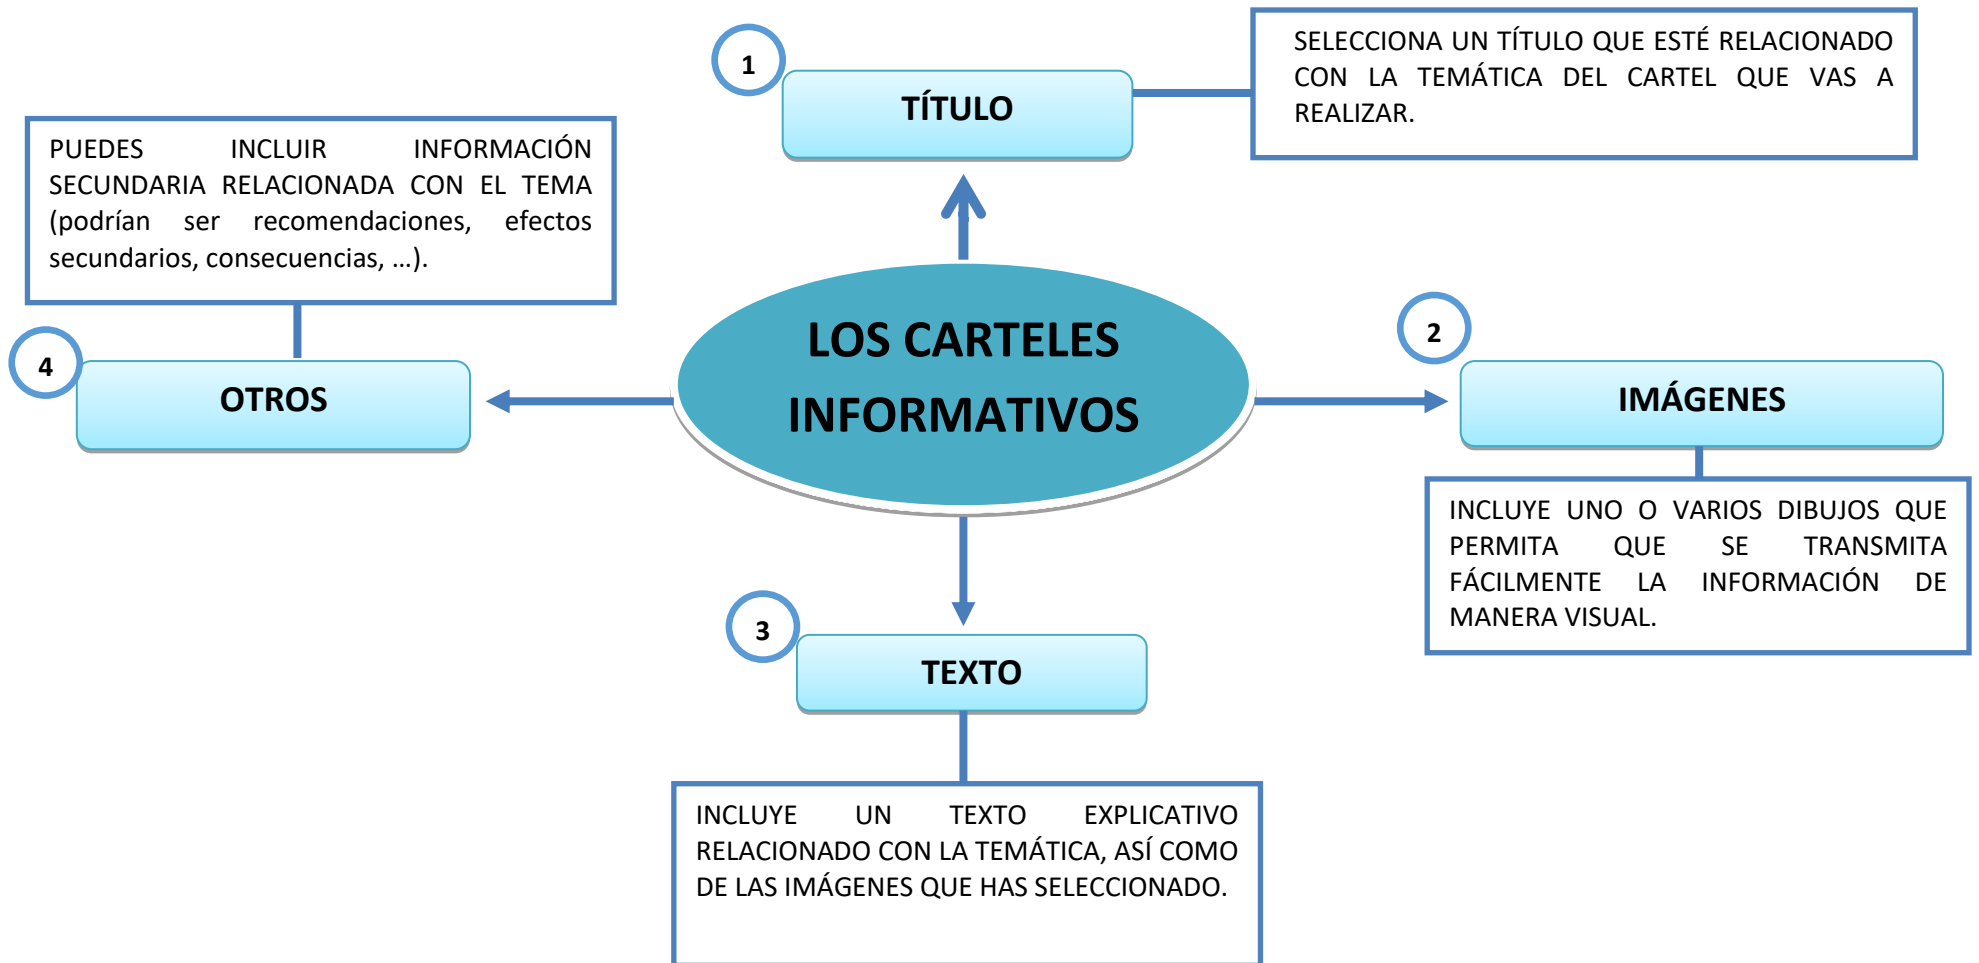 1
TÍTULO
SELECCIONA UN TÍTULO QUE ESTÉ RELACIONADO
CON LA TEMÁTICA DEL CARTEL QUE VAS A
REALIZAR.
LOS CARTELES
INFORMATIVOS
2
IMÁGENES
INCLUYE UNO O VARIOS DIBUJOS QUE
PERMITA QUE SE TRANSMITA
FÁCILMENTE LA INFORMACIÓN DE
MANERA VISUAL.
3
TEXTO
INCLUYE UN TEXTO EXPLICATIVO
RELACIONADO CON LA TEMÁTICA, ASÍ COMO
DE LAS IMÁGENES QUE HAS SELECCIONADO.
4
OTROS
PUEDES INCLUIR INFORMACIÓN
SECUNDARIA RELACIONADA CON EL TEMA
(podrían ser recomendaciones, efectos
secundarios, consecuencias, …).